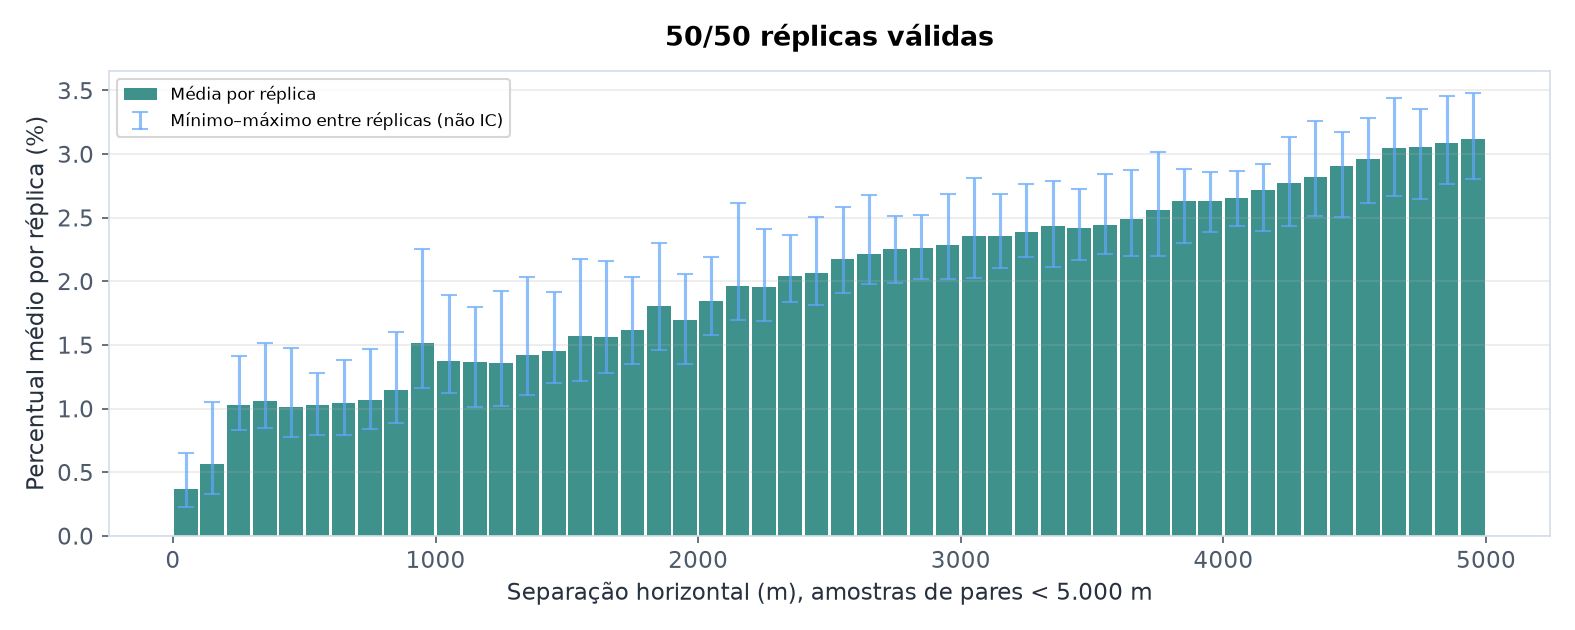 50/50 réplicas válidas
Média por réplica
Mínimo–máximo entre réplicas (não IC)
Percentual médio por réplica (%)
3.5
3.0
2.5
2.0
1.5
1.0
0.5
0.0
0 1000 2000 3000 4000 5000
Separação horizontal (m), amostras de pares < 5.000 m